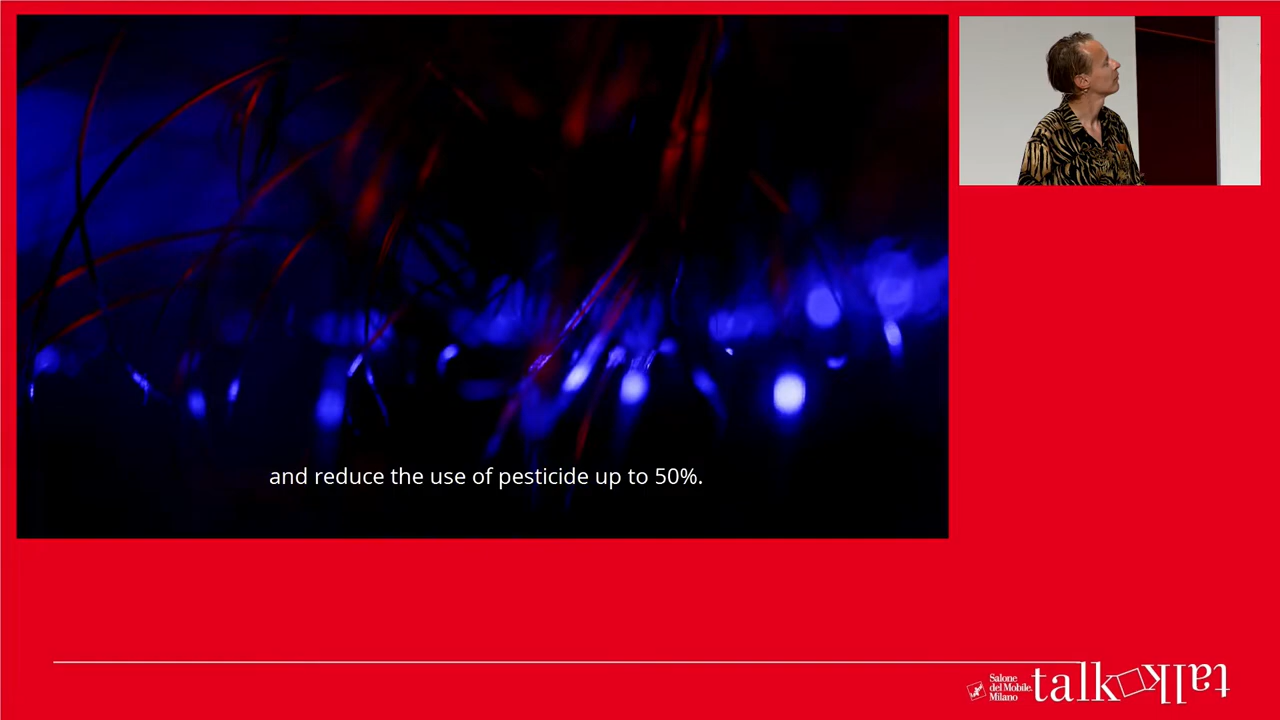 and reduce the use of pesticide up to 50%.
Salone
del Mobile.
Milano
talk
talk